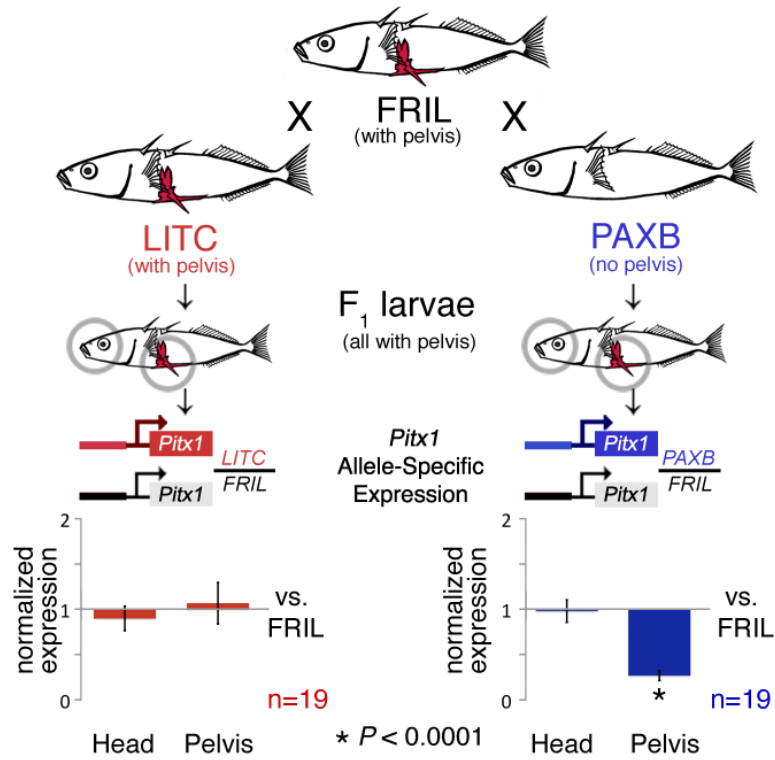 X FRIL X
(with pelvis)
LITC
(with pelvis)
PAXB
(no pelvis)
F1 larvae
(all with pelvis)
Pitx1
Pitx1
LITC
FRIL
Pitx1
Allele-Specific
Expression
Pitx1
Pitx1
PAXB
FRIL
normalized
expression
2
1
0
vs.
FRIL
n=19
Head Pelvis
normalized
expression
2
1
0
*
vs.
FRIL
n=19
Head Pelvis
* P < 0.0001